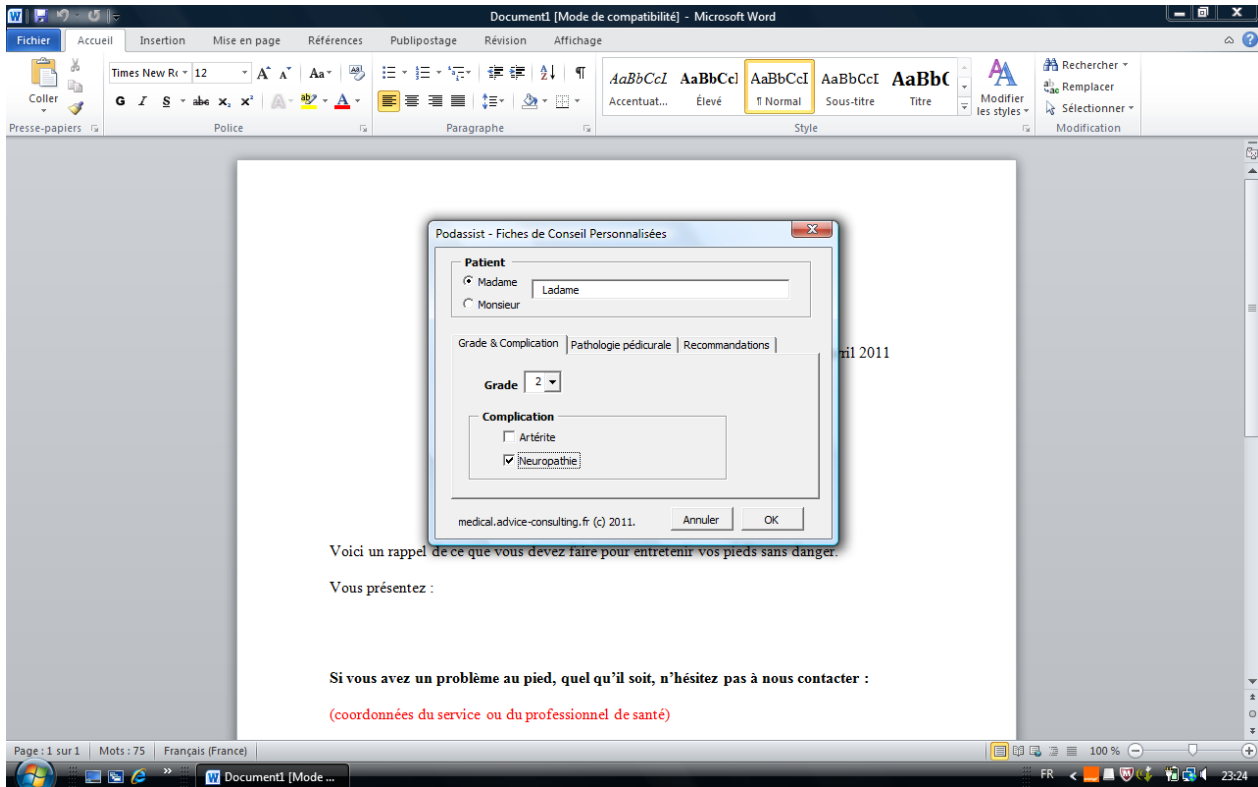 Document1 [Mode de compatibilité] - Microsoft Word
Fichier Accueil Insertion Mise en page Références Publipostage Révision Affichage
Coller
Times New Ro 12
G I S abc x₂ x²
Presse-papiers Police Paragraphe Style Modification
AaBbCcI AaBbCcI AaBbCcI AaBbCcI AaBb(
Accentuat... Élevé ¶ Normal Sous-titre Titre
Modifier
les styles
Rechercher
Remplacer
Sélectionner
Podassist - Fiches de Conseil Personnalisées
Patient
Madame Ladame
Monsieur
Grade & Complication Pathologie pédicurale Recommandations
Grade 2
Complication
Artérite
Neuropathie
medical.advice-consulting.fr (c) 2011. Annuler OK
2011
Voici un rappel de ce que vous devez faire pour entretenir vos pieds sans danger.
Vous présentez :
Si vous avez un problème au pied, quel qu'il soit, n'hésitez pas à nous contacter :
(coordonnées du service ou du professionnel de santé)
Page : 1 sur 1 Mots : 75 Français (France) 100 %
Document1 [Mode ... FR 23:24